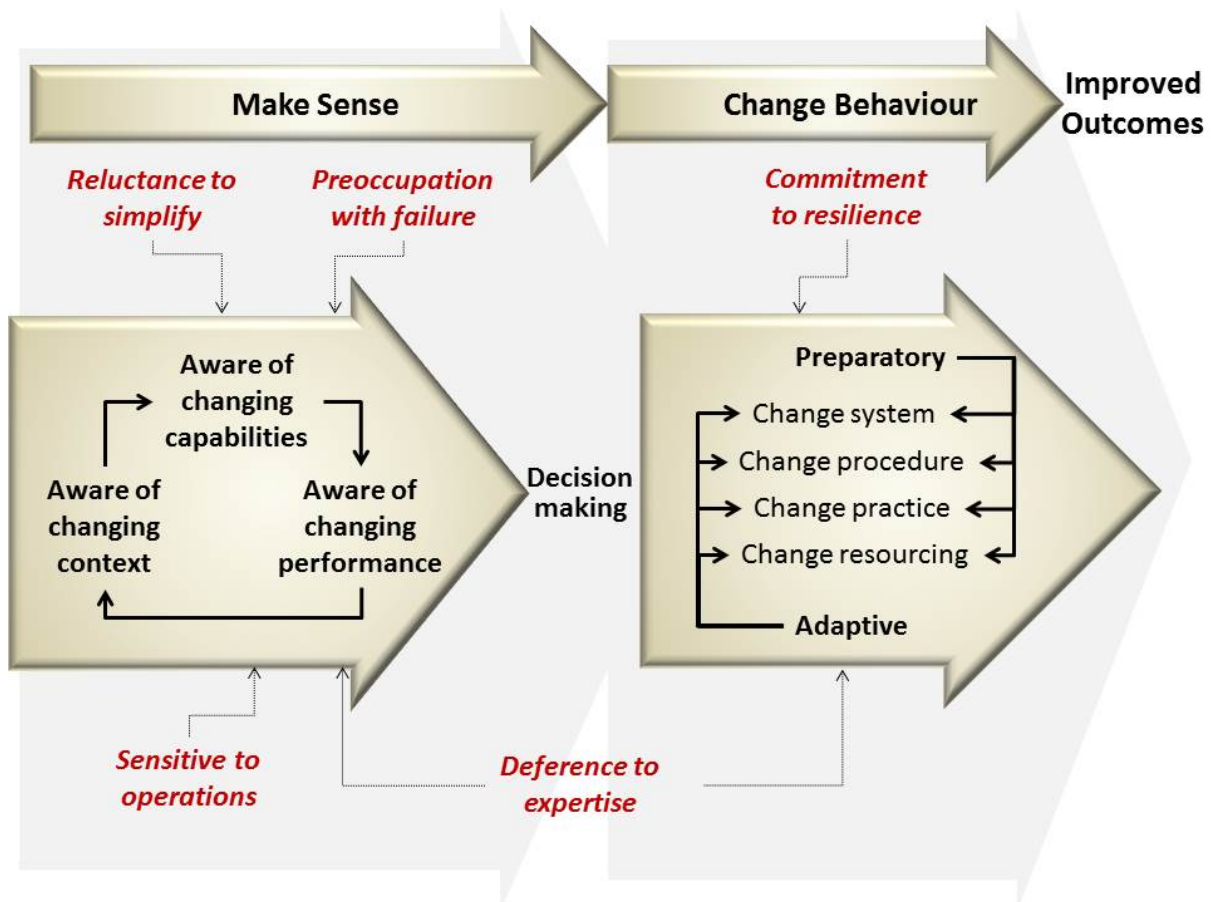 Make Sense
Change Behaviour
Improved
Outcomes
Reluctance to
simplify
Preoccupation
with failure
Commitment
to resilience
Aware of
changing
capabilities
Aware of
changing
context
Aware of
changing
performance
Decision
making
Preparatory
Change system
Change procedure
Change practice
Change resourcing
Adaptive
Sensitive to
operations
Deference to
expertise